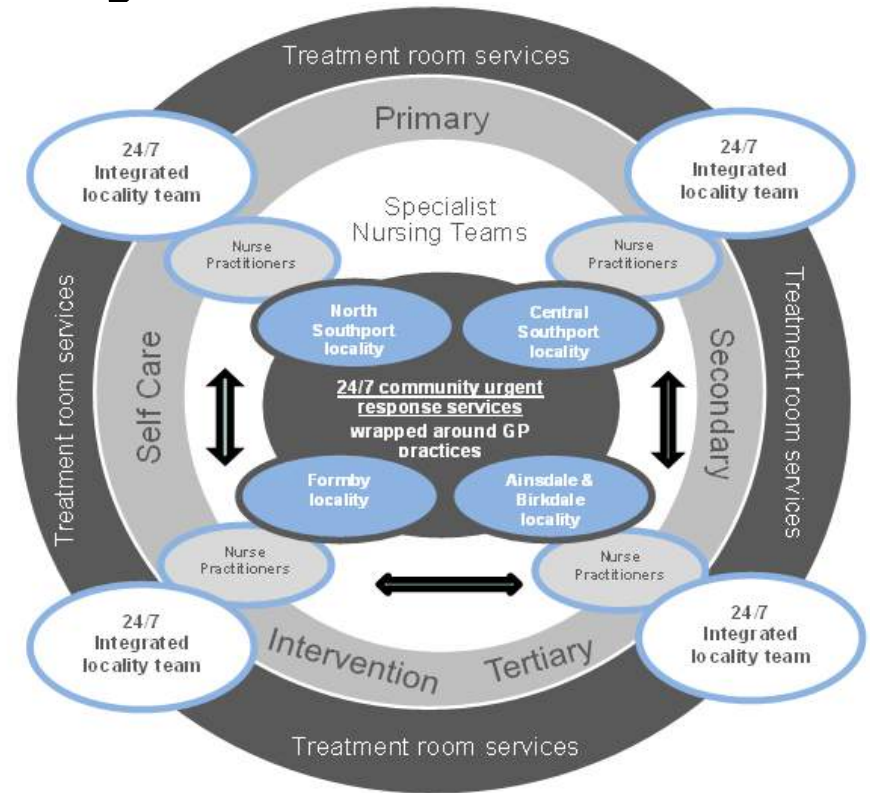 Treatment room services
Primary
24/7
Integrated
locality team
24/7
Integrated
locality team
Specialist
Nursing Teams
Nurse
Practitioners
Nurse
Practitioners
North
Southport
locality
Central
Southport
locality
Treatment room services
Self Care
24/7 community urgent
response services
wrapped around GP
practices
Secondary
Treatment room services
Formby
locality
Ainsdale &
Birkdale
locality
Nurse
Practitioners
Nurse
Practitioners
24/7
Integrated
locality team
24/7
Integrated
locality team
Intervention
Tertiary
Treatment room services